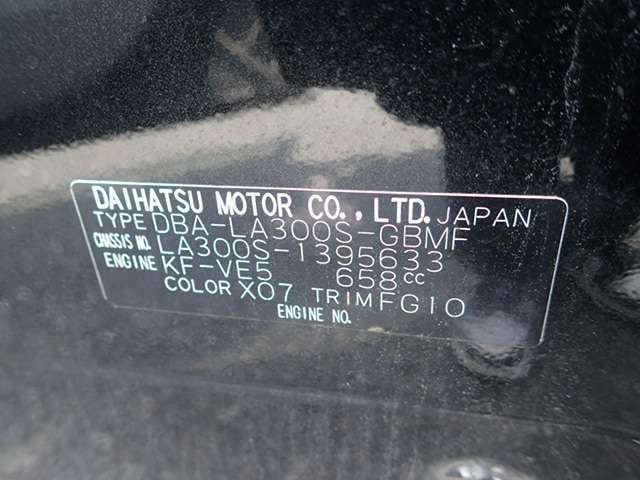 DAIHATSU MOTOR CO., LTD. JAPAN
TYPE DBA-LA300S-GBMF
CHASSIS NO. LA300S-1395633
ENGINE KF-VE5 658cc
COLOR X07 TRIM FG10
ENGINE NO.